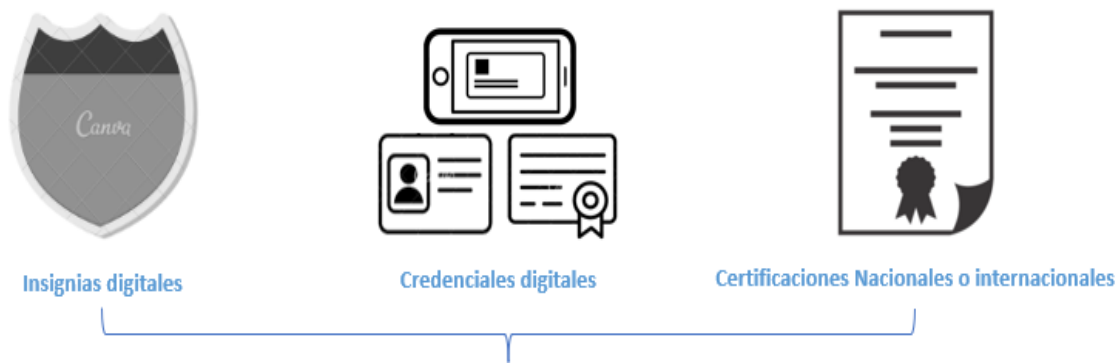 Canva
Insignias digitales
Credenciales digitales
Certificaciones Nacionales o internacionales